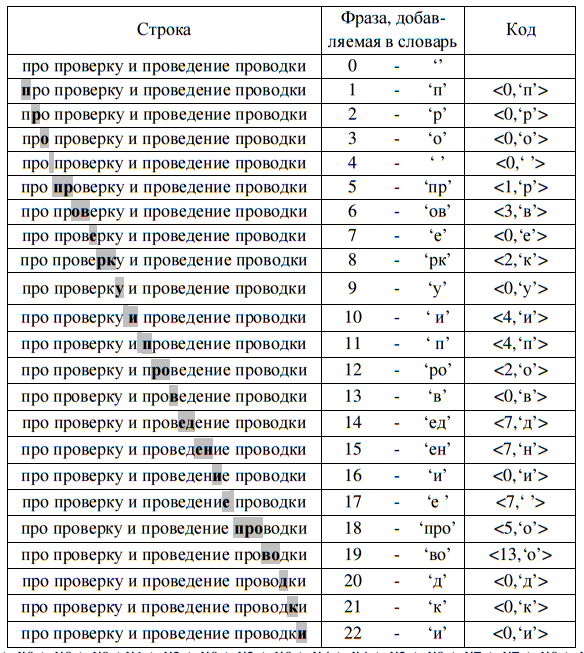 Строка Фраза, добав- Код
ляемая в словарь
про проверку и проведение проводки 0 - ‘’
про проверку и проведение проводки 1 - ‘п’ <0,‘п’>
про проверку и проведение проводки 2 - ‘р’ <0,‘р’>
про проверку и проведение проводки 3 - ‘о’ <0,‘о’>
про проверку и проведение проводки 4 - ‘ ’ <0,‘ ’>
про проверку и проведение проводки 5 - ‘пр’ <1,‘р’>
про проверку и проведение проводки 6 - ‘ов’ <3,‘в’>
про проверку и проведение проводки 7 - ‘е’ <0,‘е’>
про проверку и проведение проводки 8 - ‘рк’ <2,‘к’>
про проверку и проведение проводки 9 - ‘у’ <0,‘у’>
про проверку и проведение проводки 10 - ‘ и’ <4,‘и’>
про проверку и проведение проводки 11 - ‘ п’ <4,‘п’>
про проверку и проведение проводки 12 - ‘ро’ <2,‘о’>
про проверку и проведение проводки 13 - ‘в’ <0,‘в’>
про проверку и проведение проводки 14 - ‘ед’ <7,‘д’>
про проверку и проведение проводки 15 - ‘ен’ <7,‘н’>
про проверку и проведение проводки 16 - ‘и’ <0,‘и’>
про проверку и проведение проводки 17 - ‘е ’ <7,‘ ’>
про проверку и проведение проводки 18 - ‘про’ <5,‘о’>
про проверку и проведение проводки 19 - ‘во’ <13,‘о’>
про проверку и проведение проводки 20 - ‘д’ <0,‘д’>
про проверку и проведение проводки 21 - ‘к’ <0,‘к’>
про проверку и проведение проводки 22 - ‘и’ <0,‘и’>